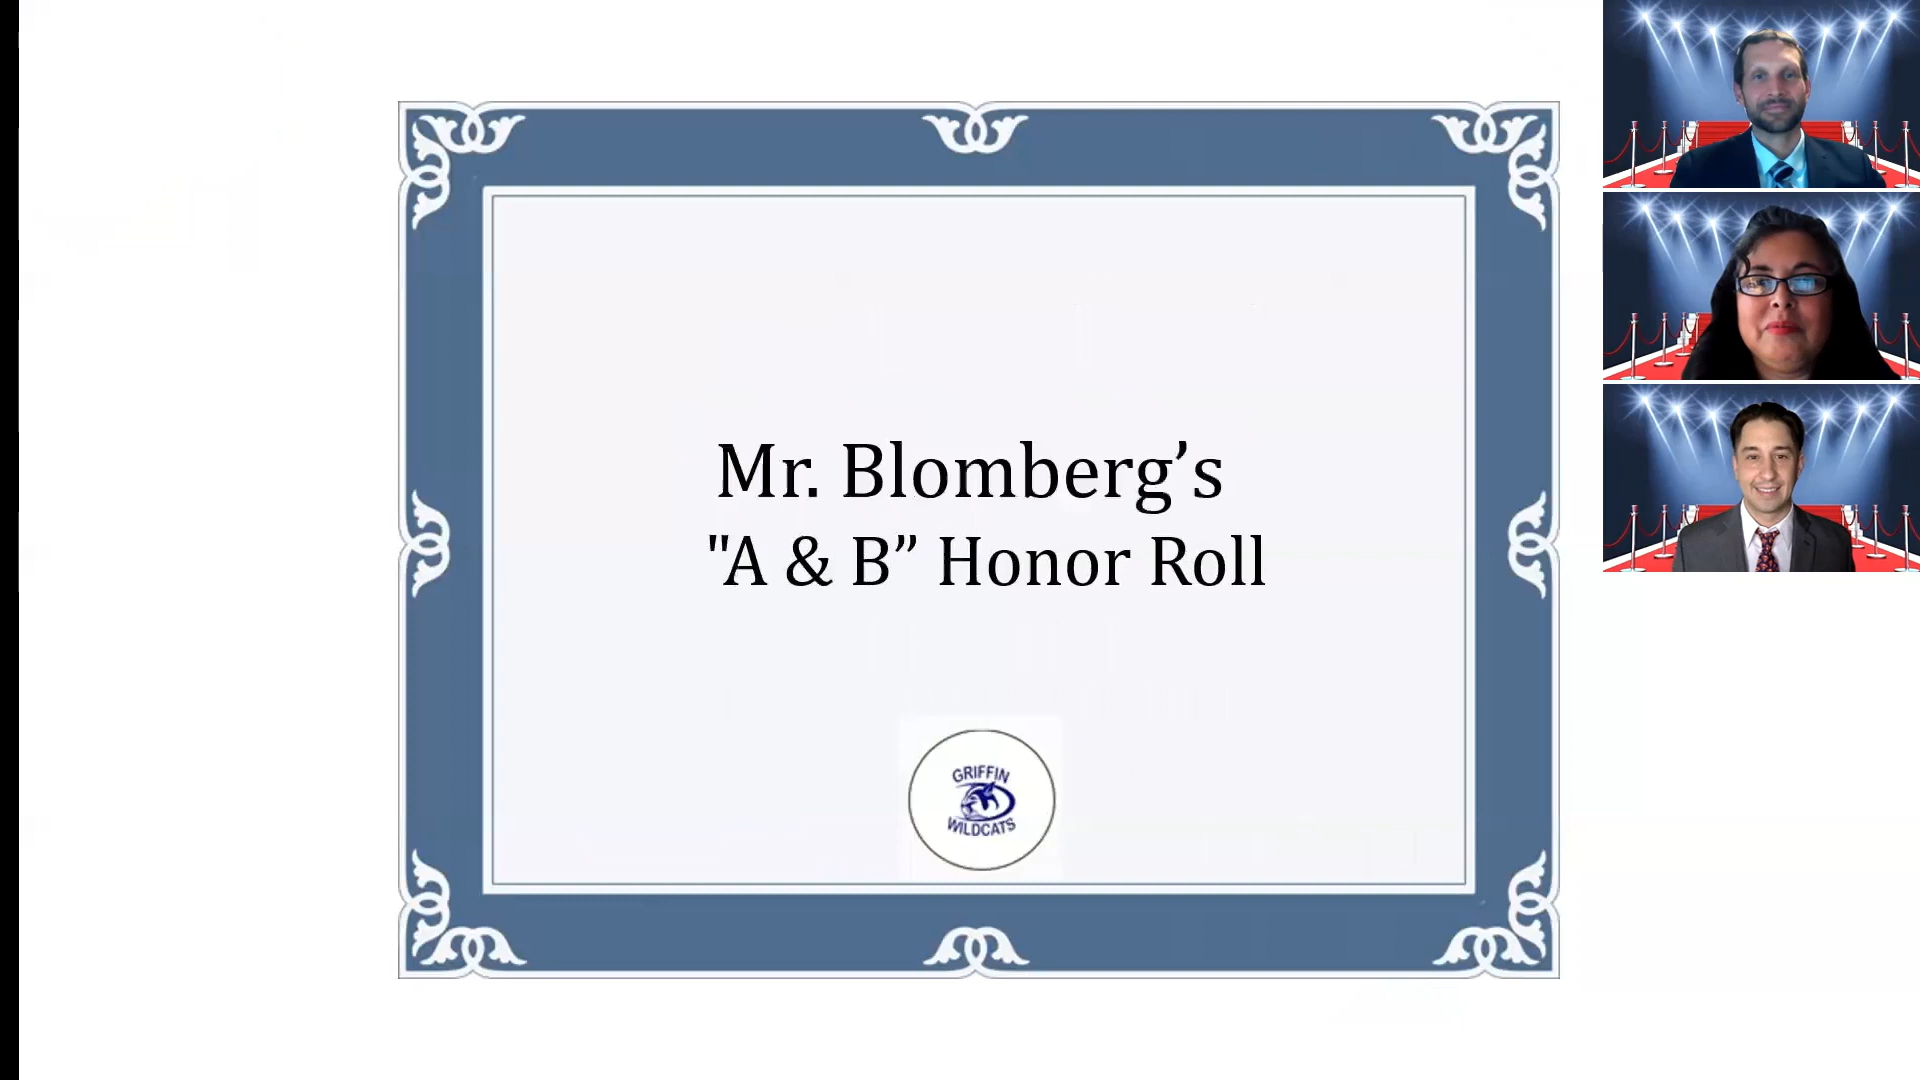 Mr. Blomberg’s
"A & B” Honor Roll
GRIFFIN
WILDCATS